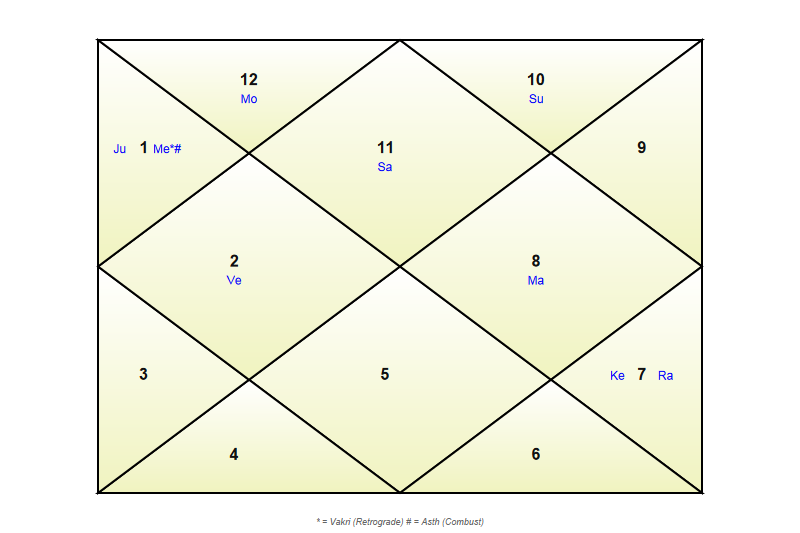 12
Mo
10
Su
Ju 1 Me*#
11
Sa
9
2
Ve
8
Ma
3
5
Ke 7 Ra
4
6
* = Vakri (Retrograde) # = Asth (Combust)